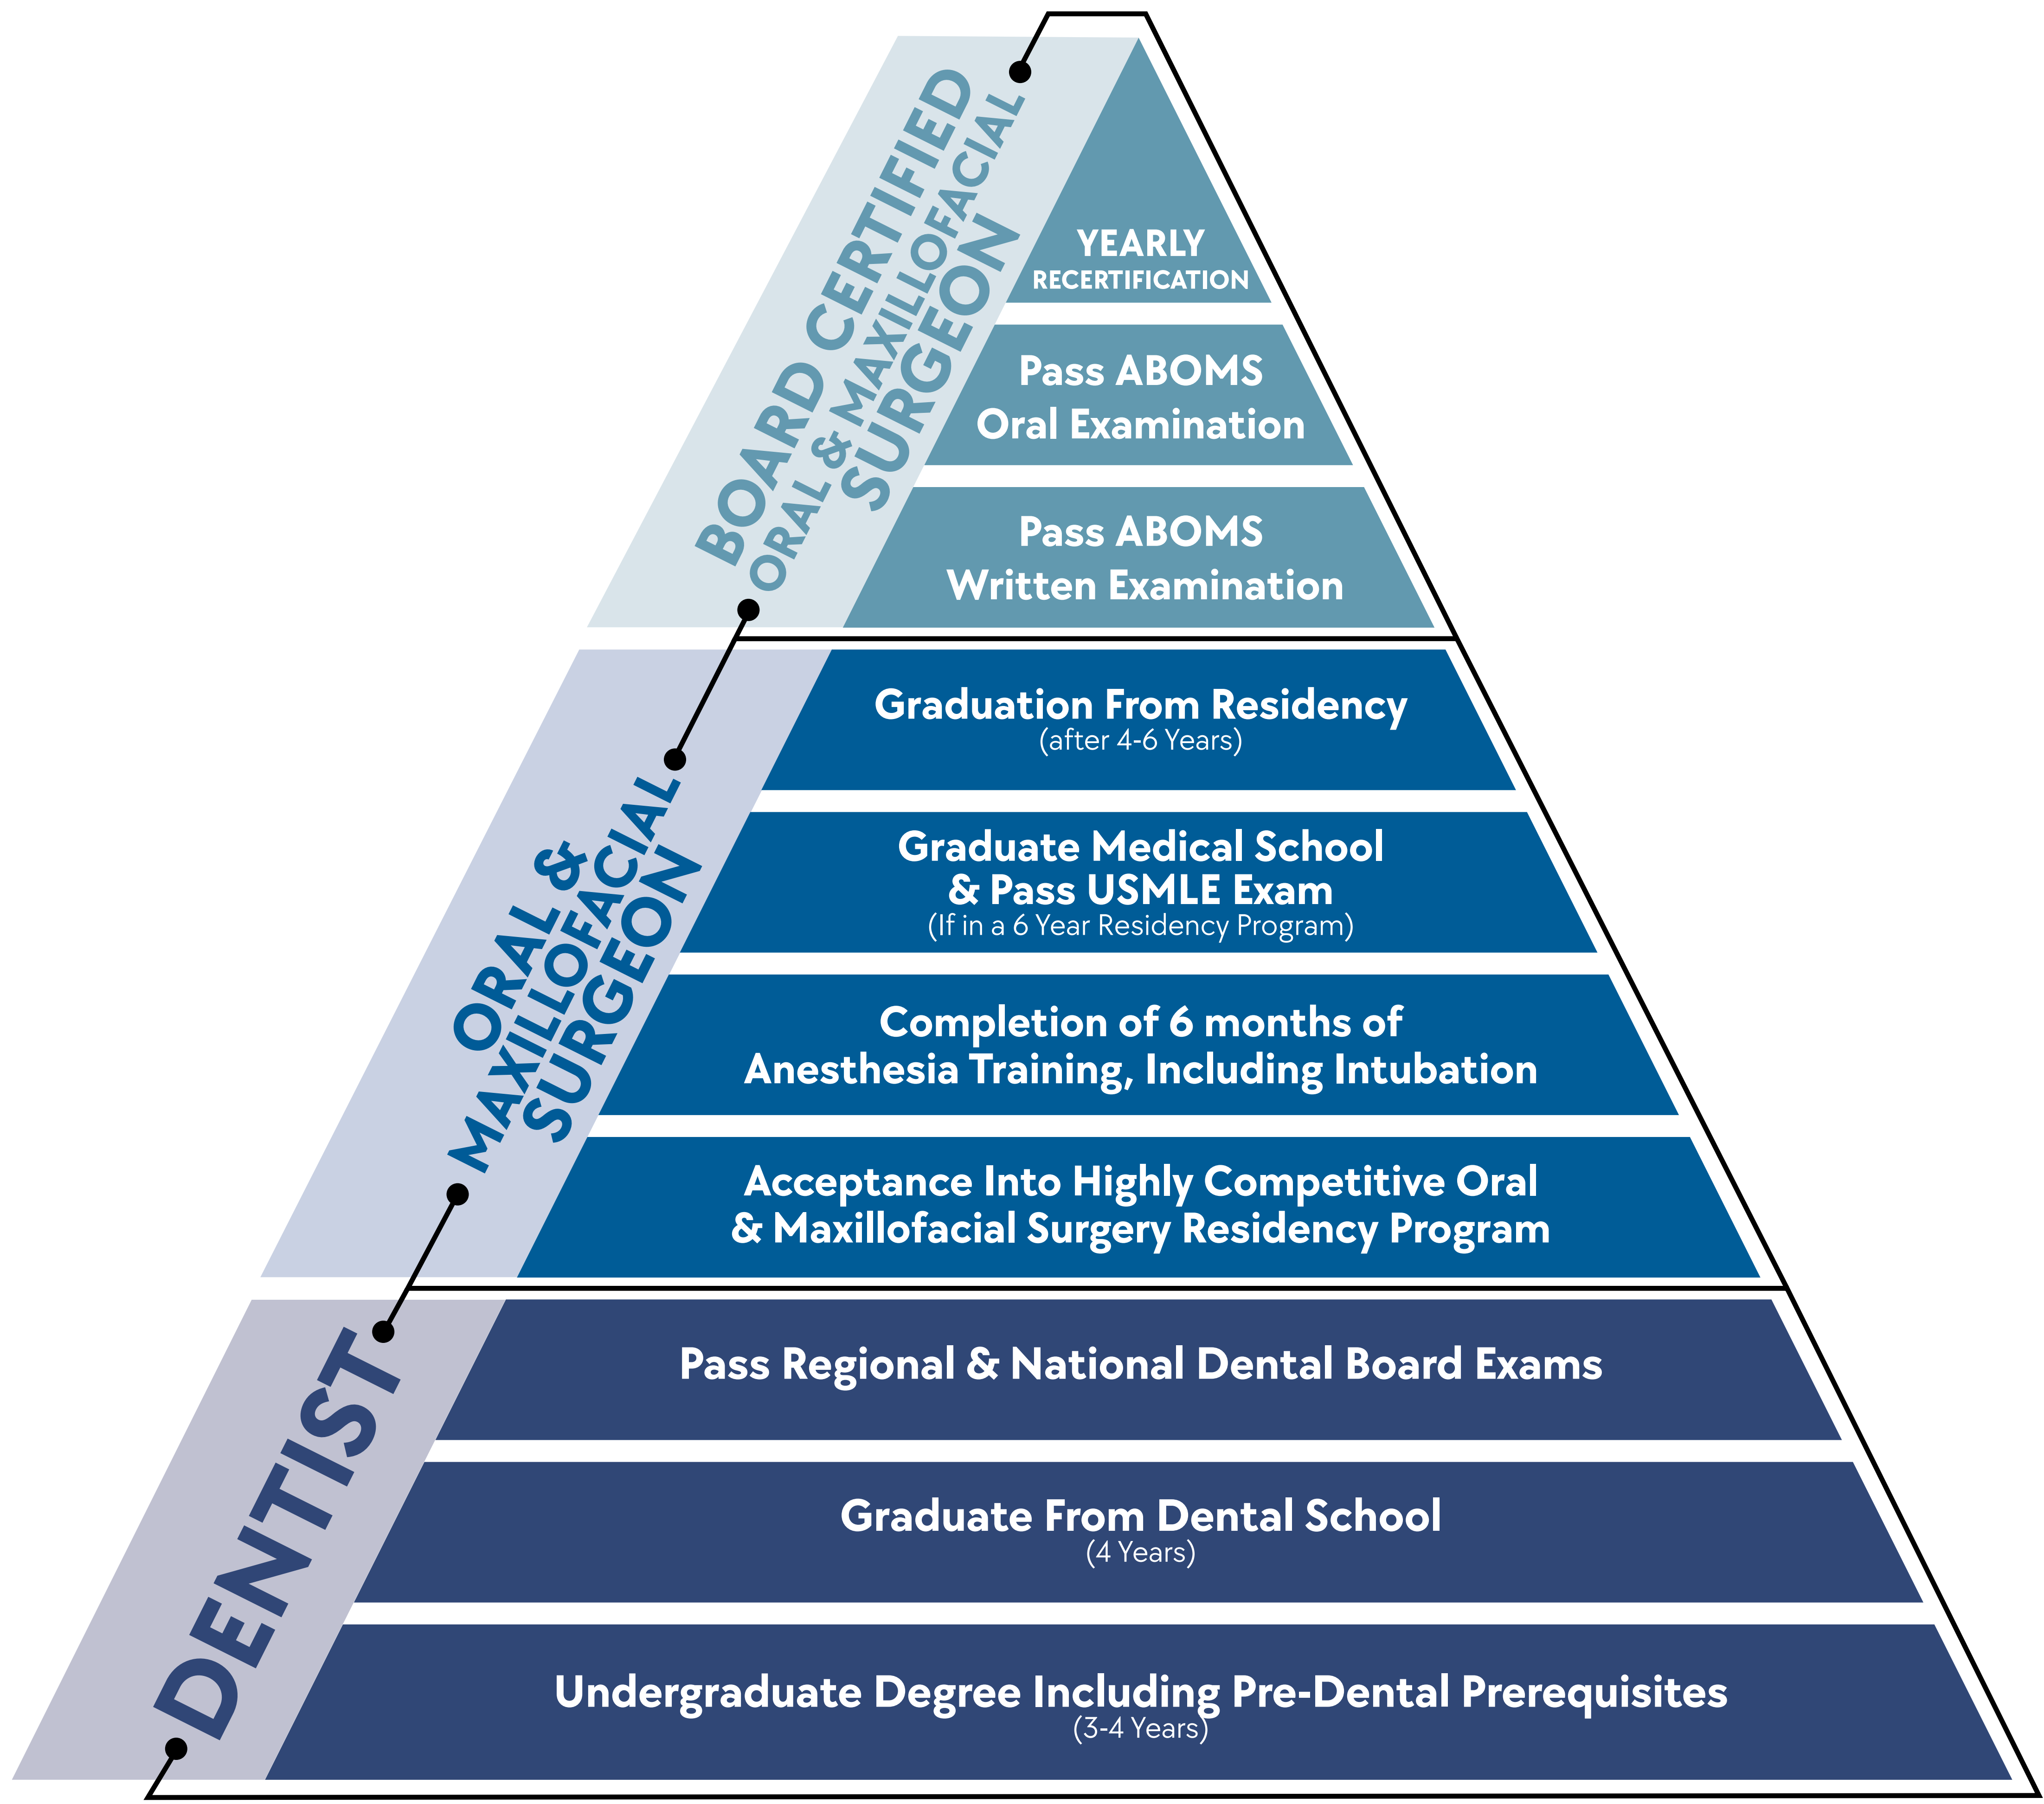 BOARD CERTIFIED
ORAL & MAXILLOFACIAL
SURGEON
YEARLY
RECERTIFICATION
Pass ABOMS
Oral Examination
Pass ABOMS
Written Examination
ORAL &
MAXILLOFACIAL
SURGEON
Graduation From Residency
(after 4-6 Years)
Graduate Medical School
& Pass USMLE Exam
(If in a 6 Year Residency Program)
Completion of 6 months of
Anesthesia Training, Including Intubation
Acceptance Into Highly Competitive Oral
& Maxillofacial Surgery Residency Program
DENTIST
Pass Regional & National Dental Board Exams
Graduate From Dental School
(4 Years)
Undergraduate Degree Including Pre-Dental Prerequisites
(3-4 Years)